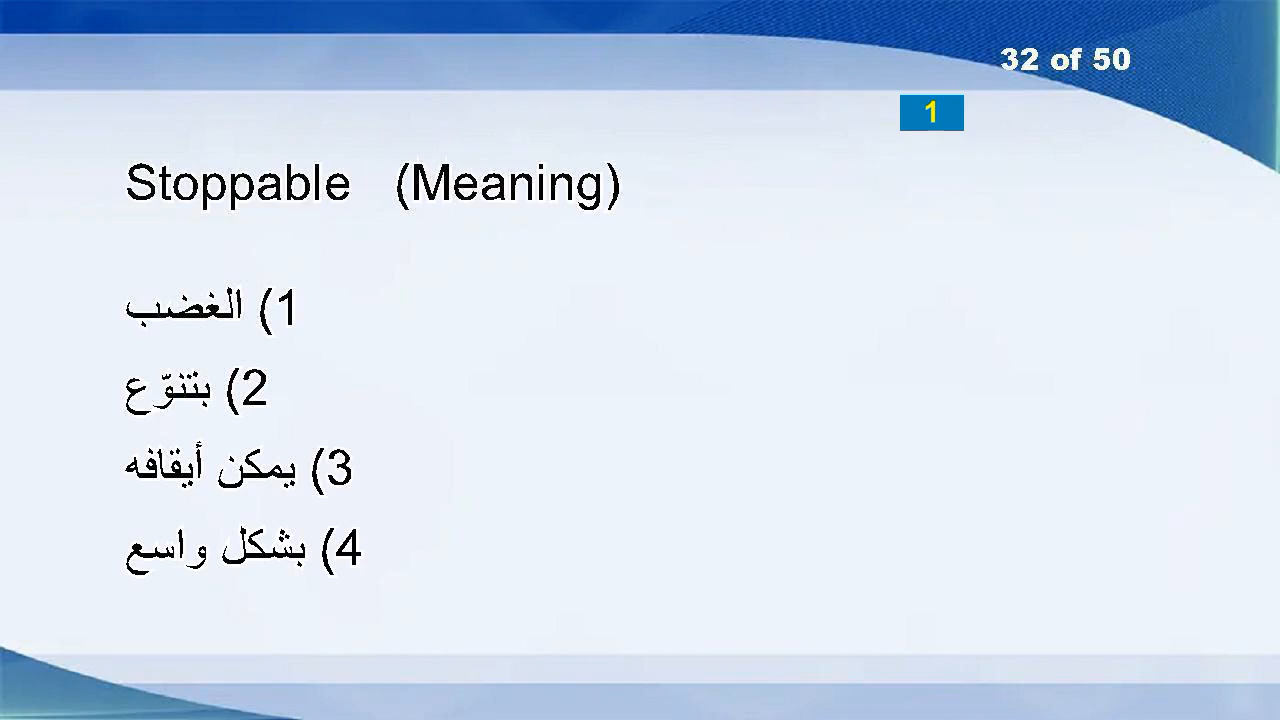 32 of 50
1
Stoppable (Meaning)
1) الغضب
2) بتنوّع
3) يمكن أيقافه
4) بشكل واسع